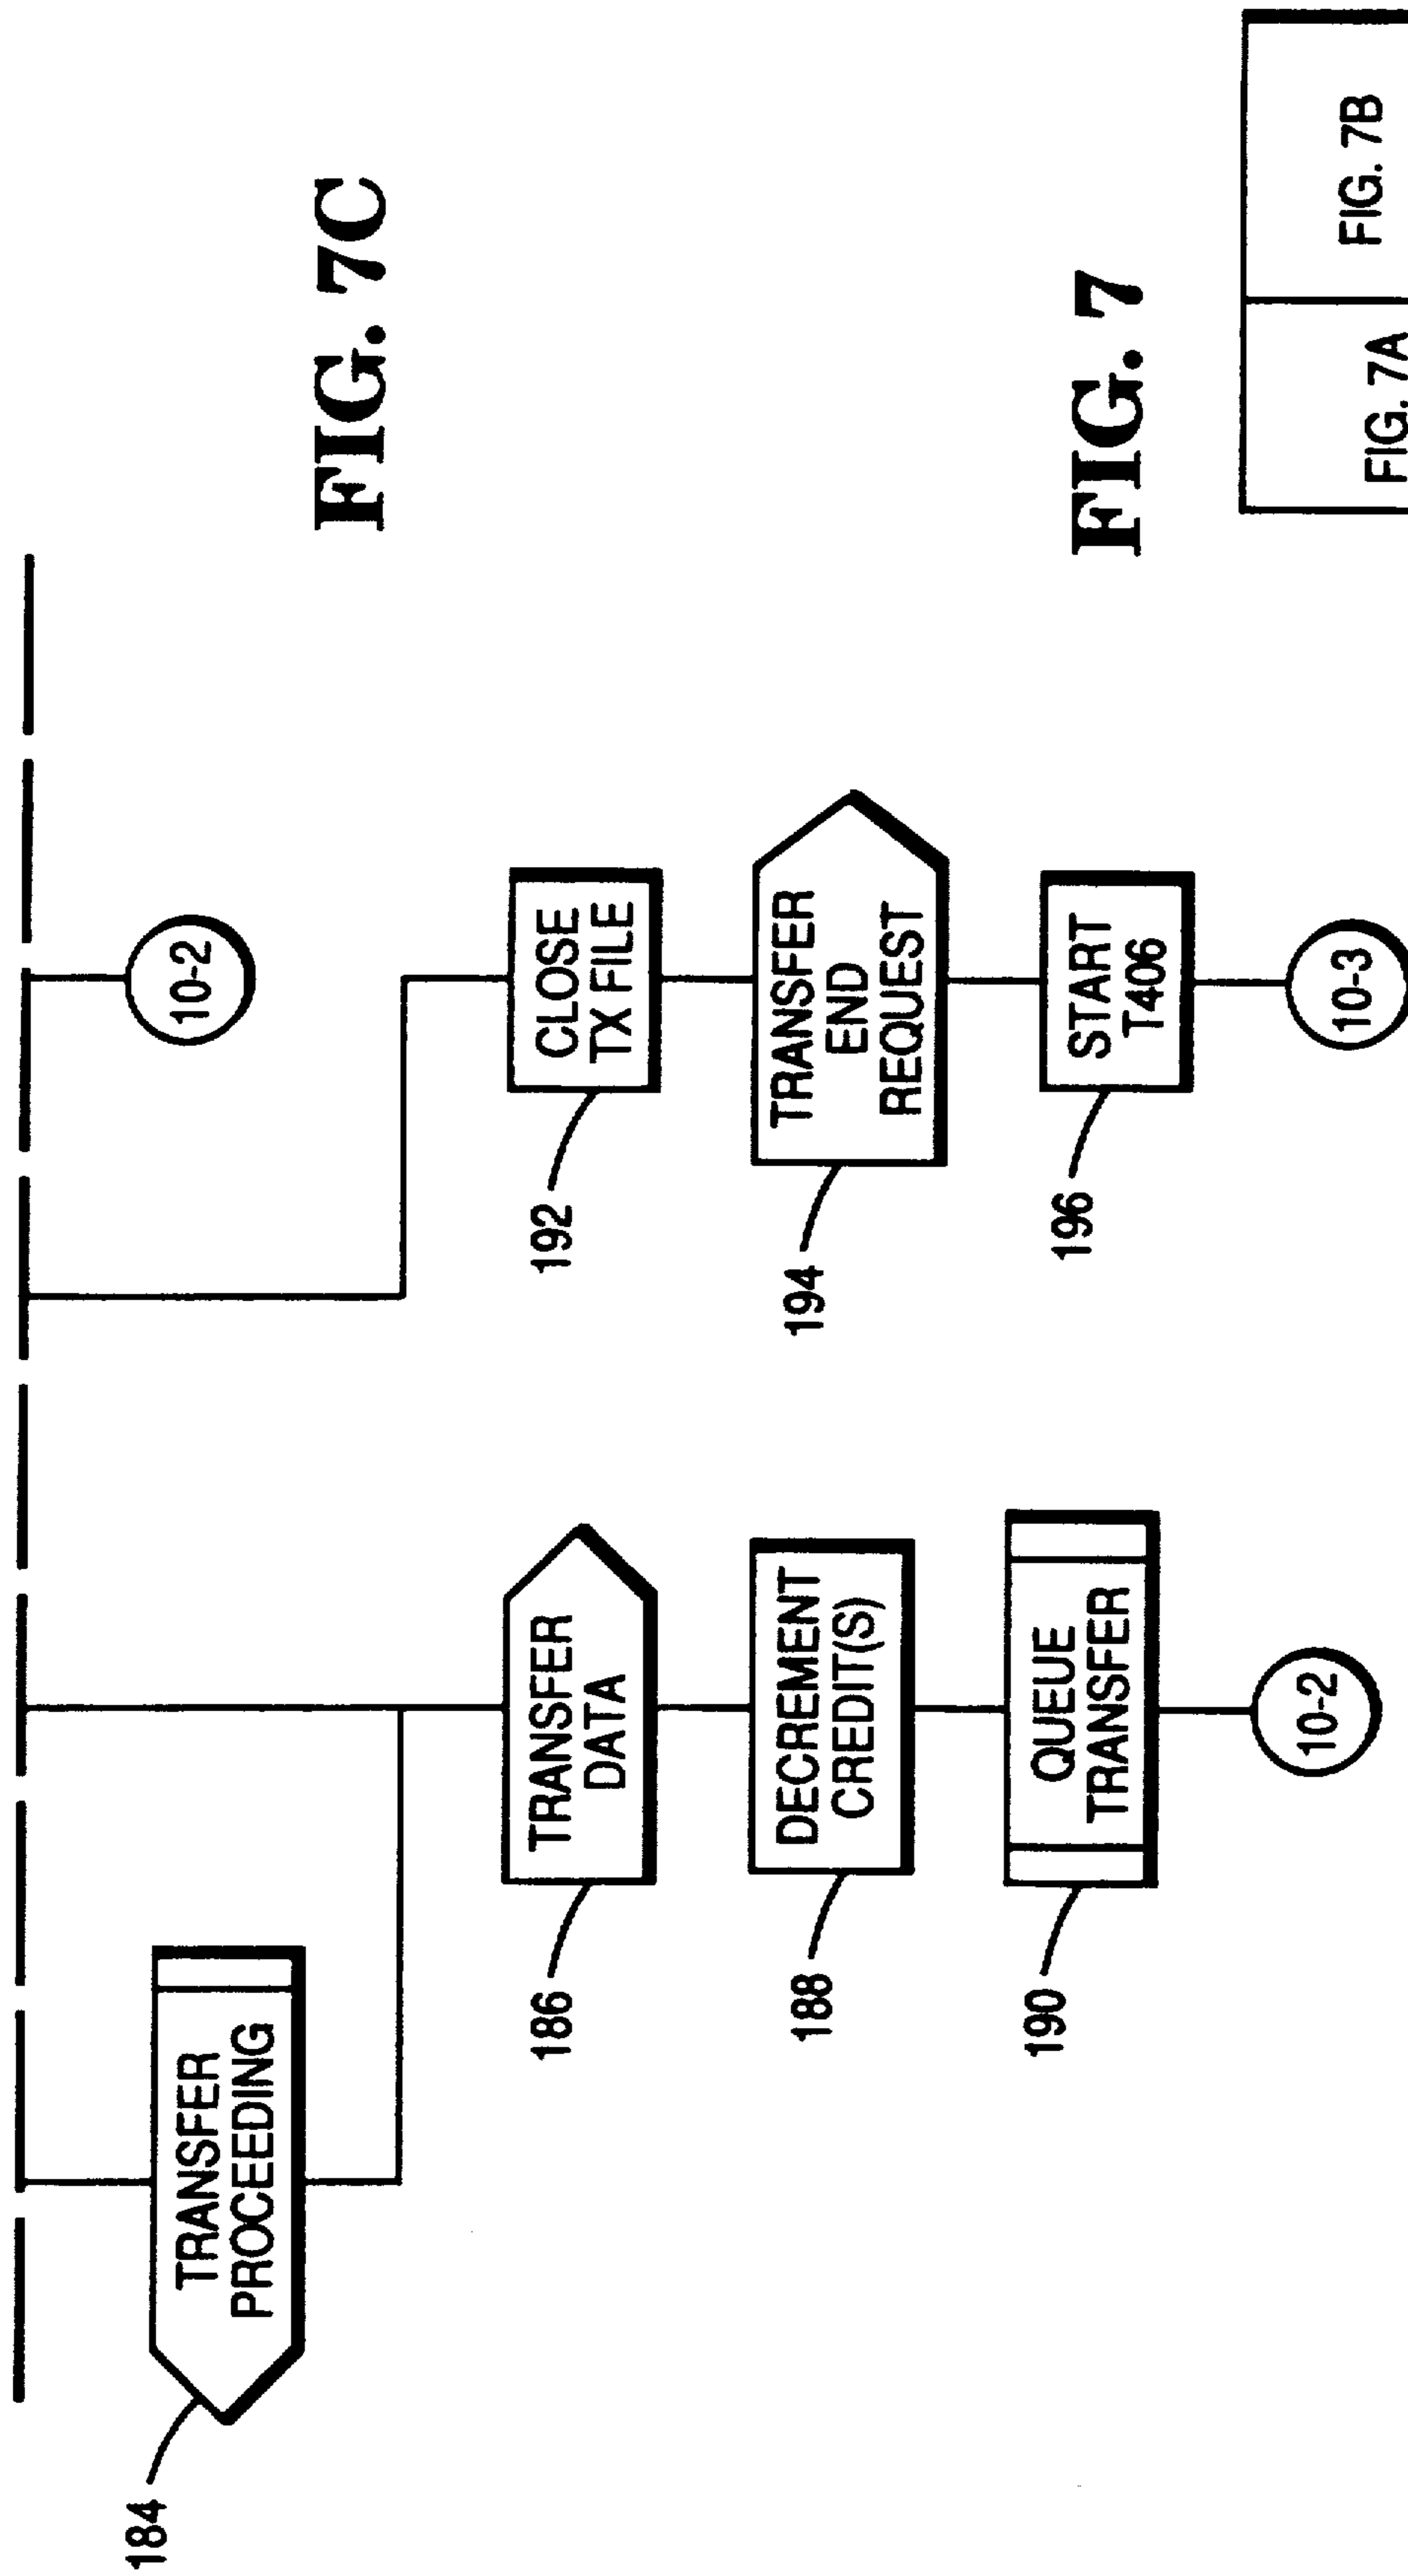 184
TRANSFER
PROCEEDING
10-2
FIG. 7C
186
TRANSFER
DATA
192
CLOSE
TX FILE
188
DECREMENT
CREDIT(S)
194
TRANSFER
END
REQUEST
190
QUEUE
TRANSFER
196
START
T406
10-2
10-3
FIG. 7
FIG. 7A
FIG. 7B